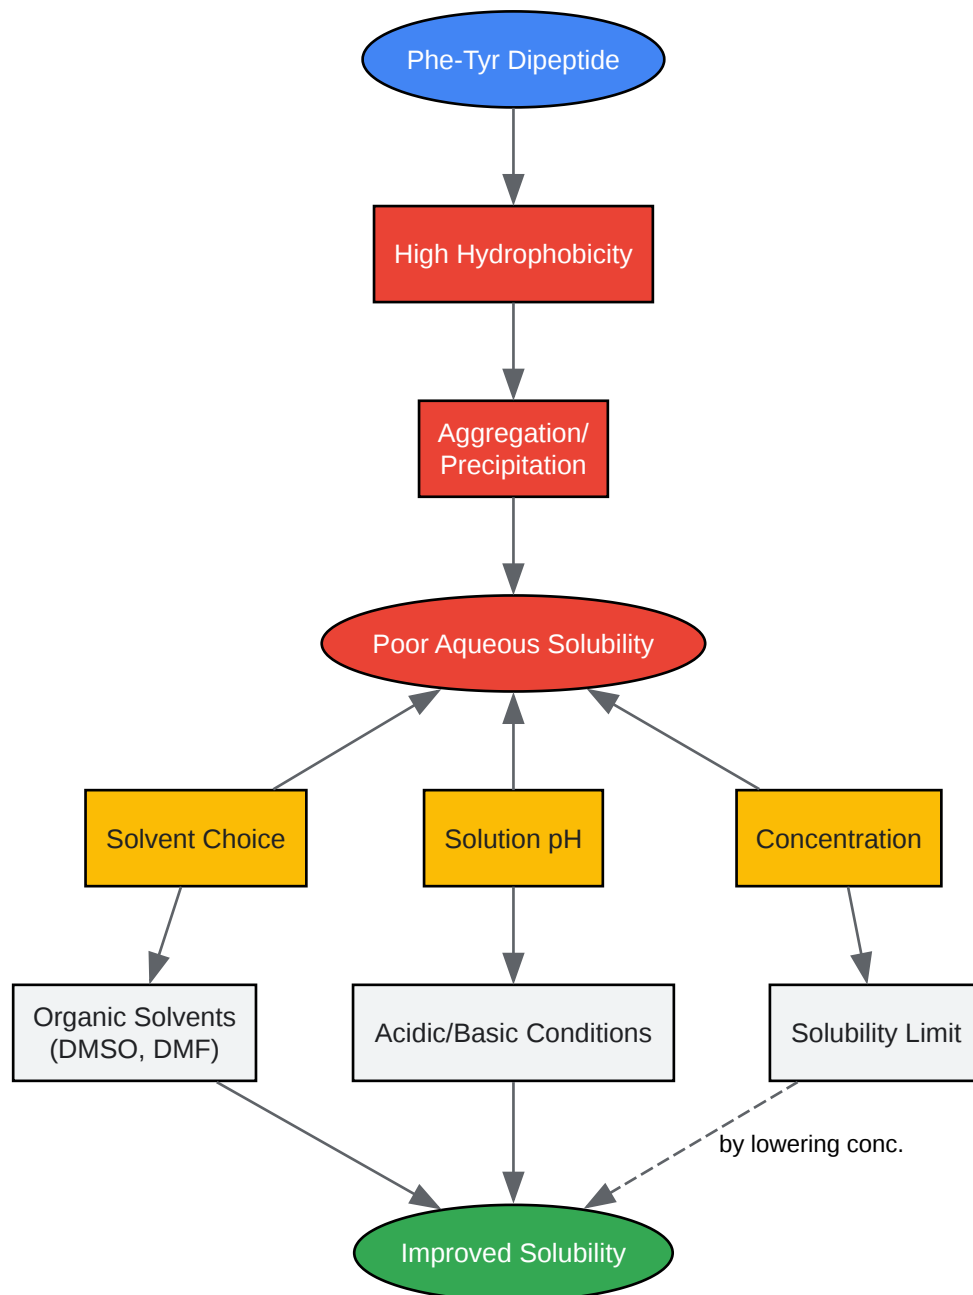 Phe-Tyr Dipeptide
High Hydrophobicity
Aggregation/
Precipitation
Poor Aqueous Solubility
Solvent Choice
Solution pH
Concentration
Organic Solvents
(DMSO, DMF)
Acidic/Basic Conditions
Solubility Limit
by lowering conc.
Improved Solubility